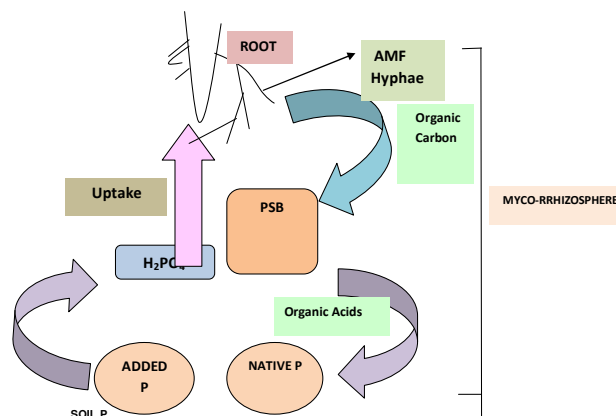 ROOT
AMF
Hyphae
Organic
Carbon
Uptake
PSB
MYCO-RRHIZOSPHERE
H₂PO₄
Organic Acids
ADDED
P
NATIVE P
SOIL P